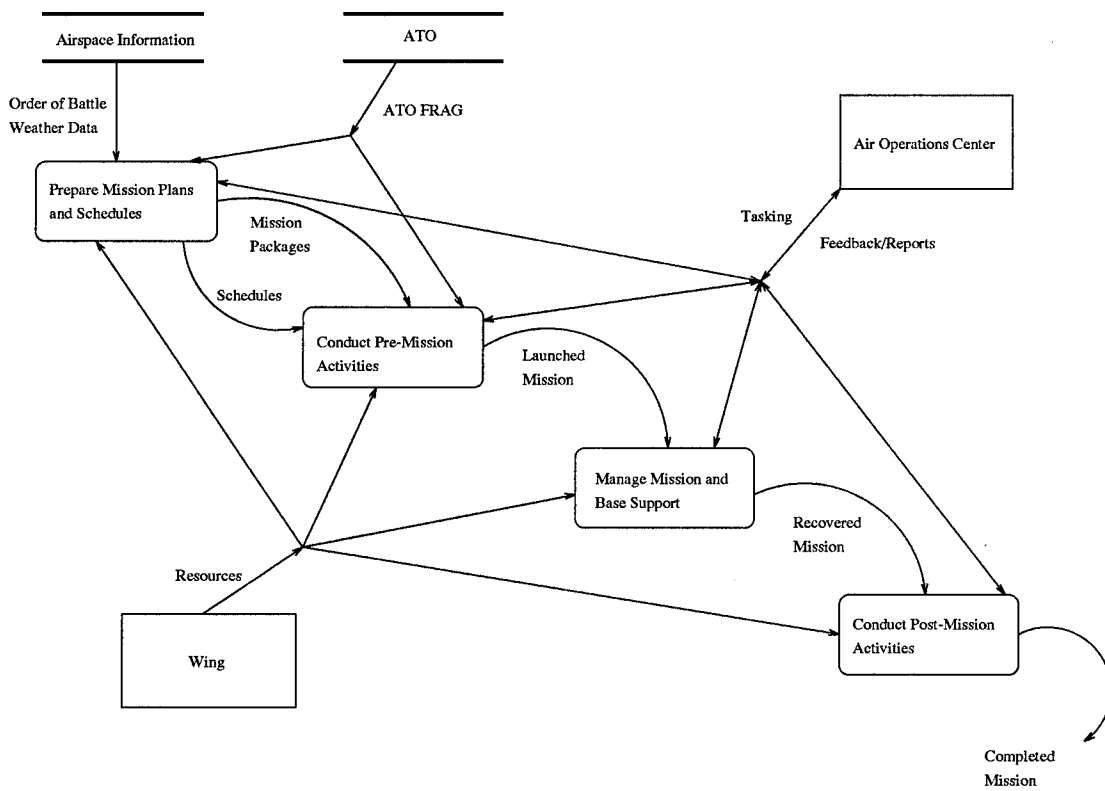 Airspace Information
ATO
Order of Battle
Weather Data
ATO FRAG
Air Operations Center
Prepare Mission Plans
and Schedules
Mission
Packages
Tasking
Feedback/Reports
Schedules
Conduct Pre-Mission
Activities
Launched
Mission
Manage Mission and
Base Support
Recovered
Mission
Resources
Wing
Conduct Post-Mission
Activities
Completed
Mission